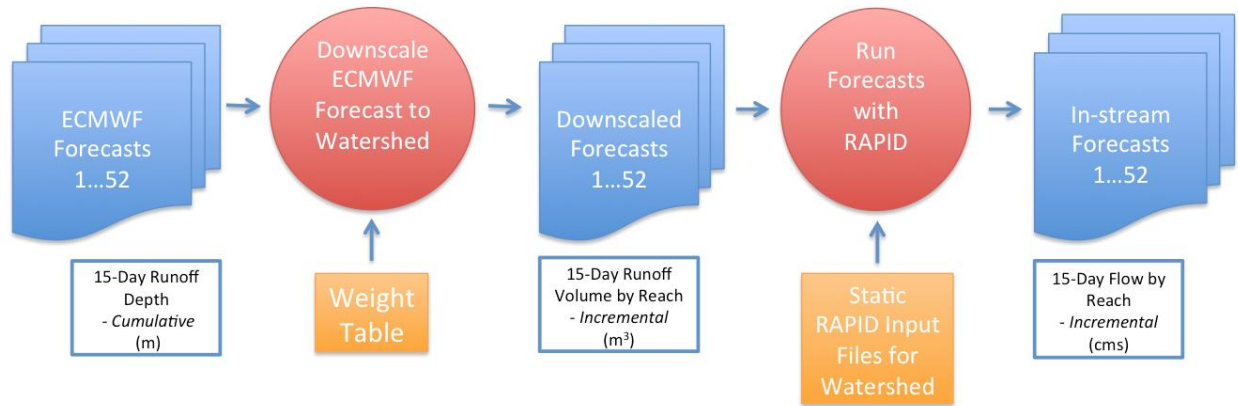 ECMWF
Forecasts
1...52
Downscale
ECMWF
Forecast to
Watershed
Downscaled
Forecasts
1...52
Run
Forecasts
with
RAPID
In-stream
Forecasts
1...52
15-Day Runoff
Depth
- Cumulative
(m)
Weight
Table
15-Day Runoff
Volume by Reach
- Incremental
(m³)
Static
RAPID Input
Files for
Watershed
15-Day Flow by
Reach
- Incremental
(cms)